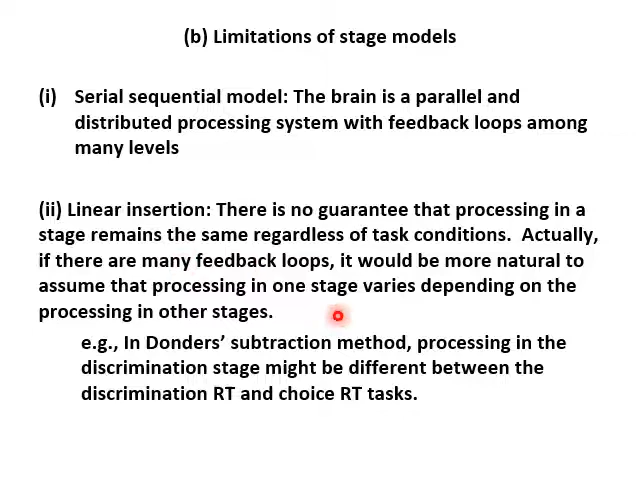 (b) Limitations of stage models
(i) Serial sequential model: The brain is a parallel and
distributed processing system with feedback loops among
many levels
(ii) Linear insertion: There is no guarantee that processing in a
stage remains the same regardless of task conditions. Actually,
if there are many feedback loops, it would be more natural to
assume that processing in one stage varies depending on the
processing in other stages.
e.g., In Donders’ subtraction method, processing in the
discrimination stage might be different between the
discrimination RT and choice RT tasks.